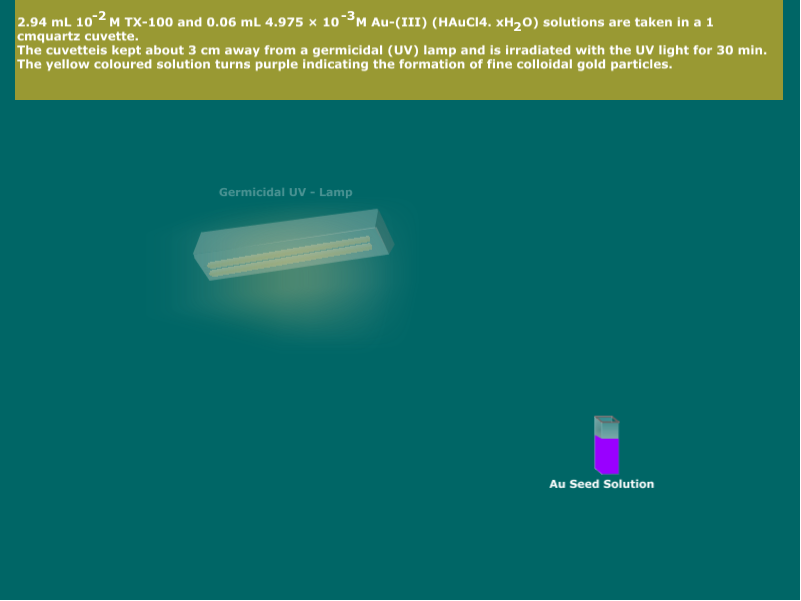 2.94 mL 10⁻² M TX-100 and 0.06 mL 4.975 × 10⁻³M Au-(III) (HAuCl4. xH₂O) solutions are taken in a 1
cmquartz cuvette.
The cuvetteis kept about 3 cm away from a germicidal (UV) lamp and is irradiated with the UV light for 30 min.
The yellow coloured solution turns purple indicating the formation of fine colloidal gold particles.
Germicidal UV - Lamp
Au Seed Solution